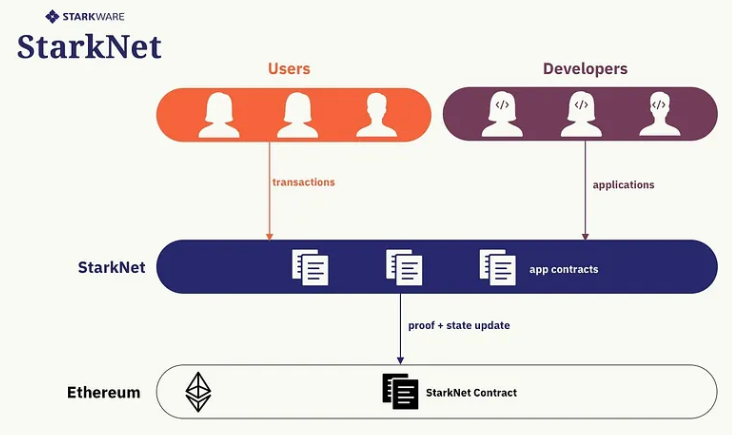 STARKWARE
StarkNet
Users
Developers
</>
</>
</>
transactions
applications
StarkNet
app contracts
proof + state update
Ethereum
StarkNet Contract